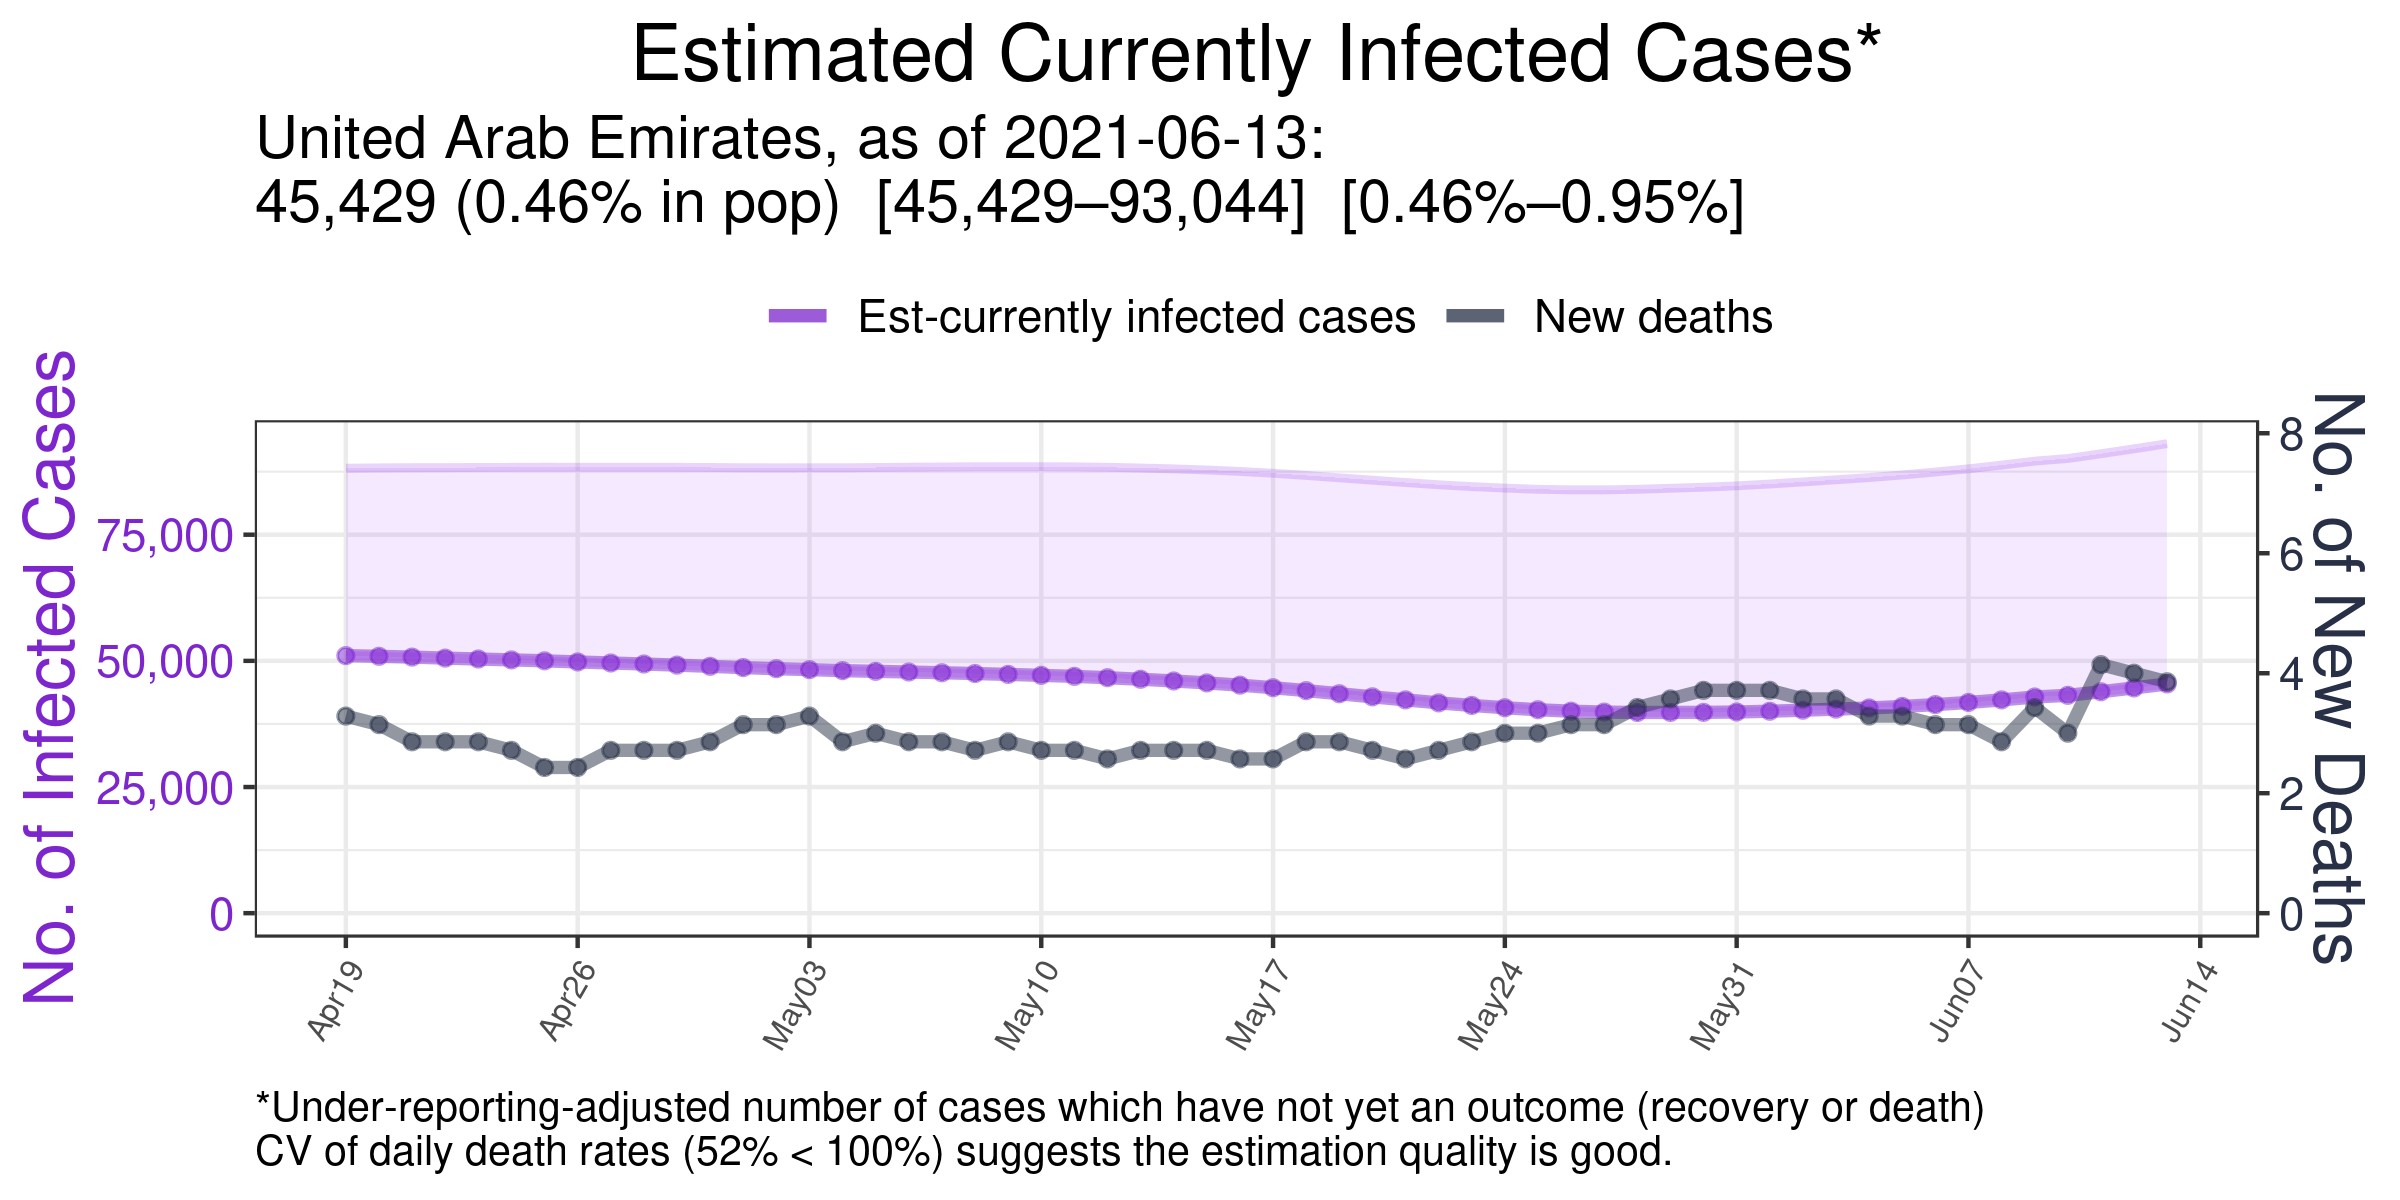 Estimated Currently Infected Cases*
United Arab Emirates, as of 2021-06-13:
45,429 (0.46% in pop)  [45,429–93,044]  [0.46%–0.95%]
Est-currently infected cases
New deaths
No. of Infected Cases
75,000
50,000
25,000
0
8
6
4
2
0
No. of New Deaths
Apr19
Apr26
May03
May10
May17
May24
May31
Jun07
Jun14
*Under-reporting-adjusted number of cases which have not yet an outcome (recovery or death)
CV of daily death rates (52% < 100%) suggests the estimation quality is good.